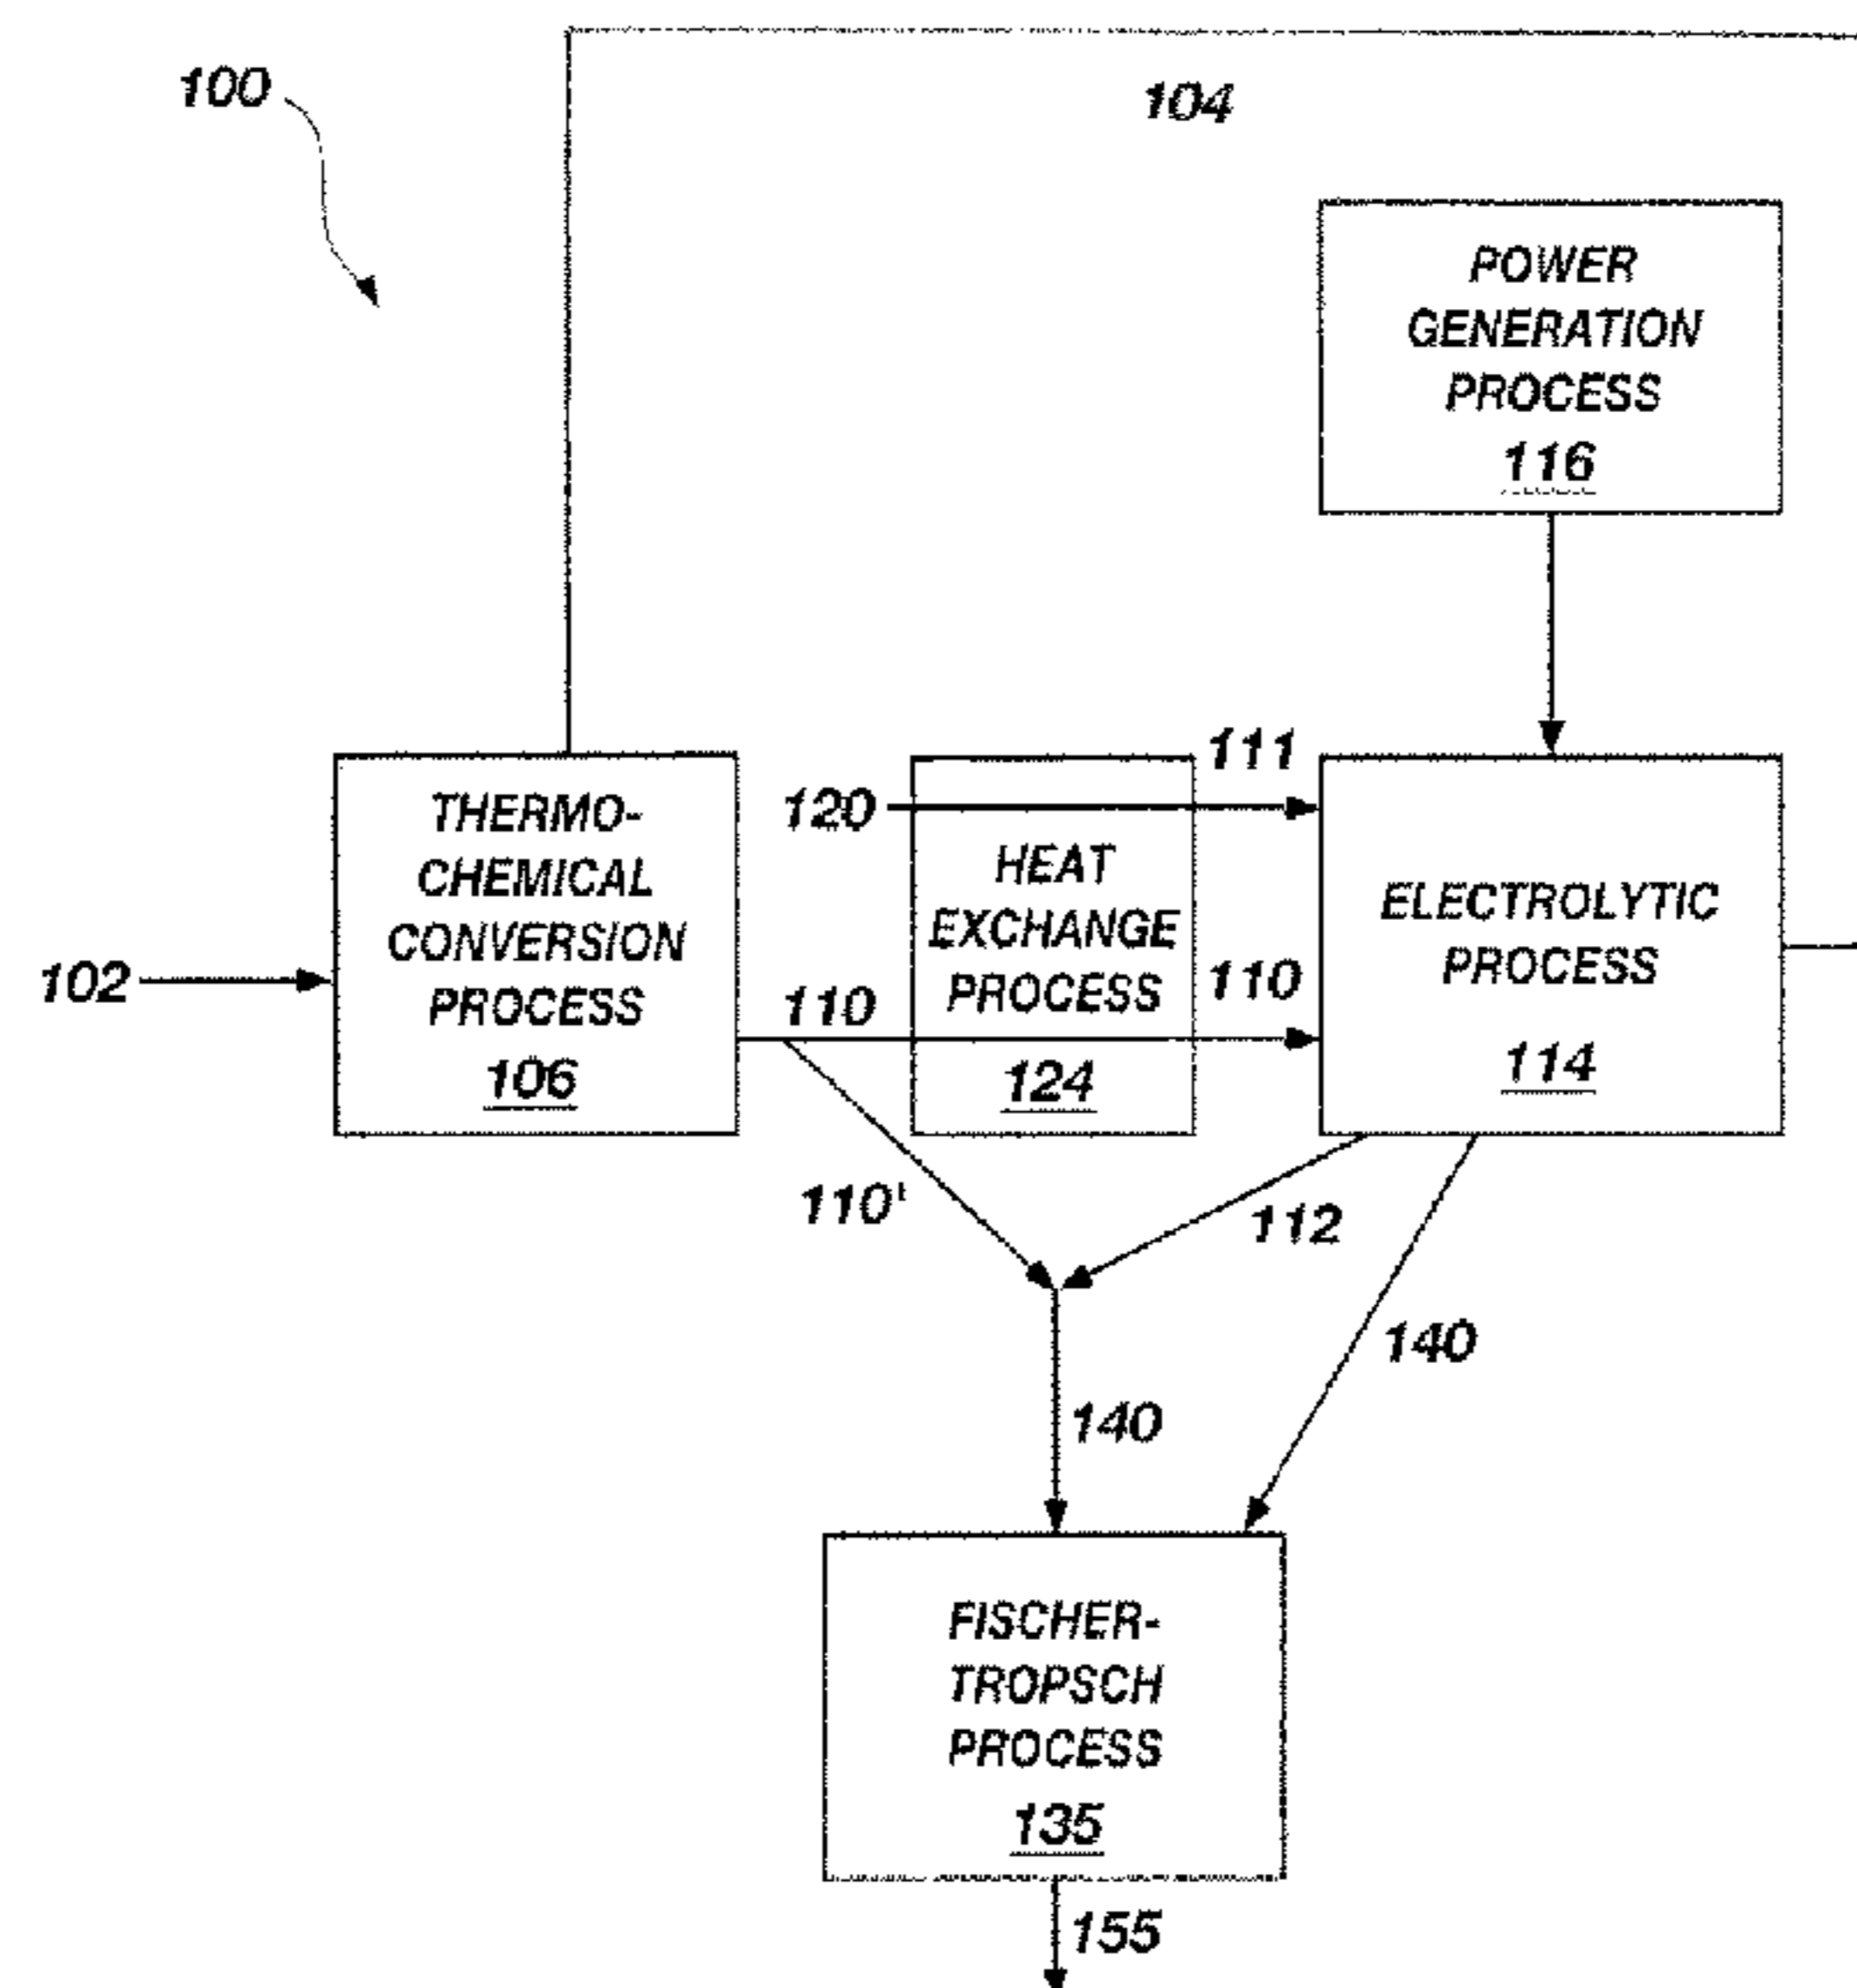 100
104
POWER
GENERATION
PROCESS
116
111
120
THERMO-
CHEMICAL
CONVERSION
PROCESS
106
HEAT
EXCHANGE
PROCESS
124
ELECTROLYTIC
PROCESS
114
102
110
110
110'
112
140
140
FISCHER-
TROPSCH
PROCESS
135
155